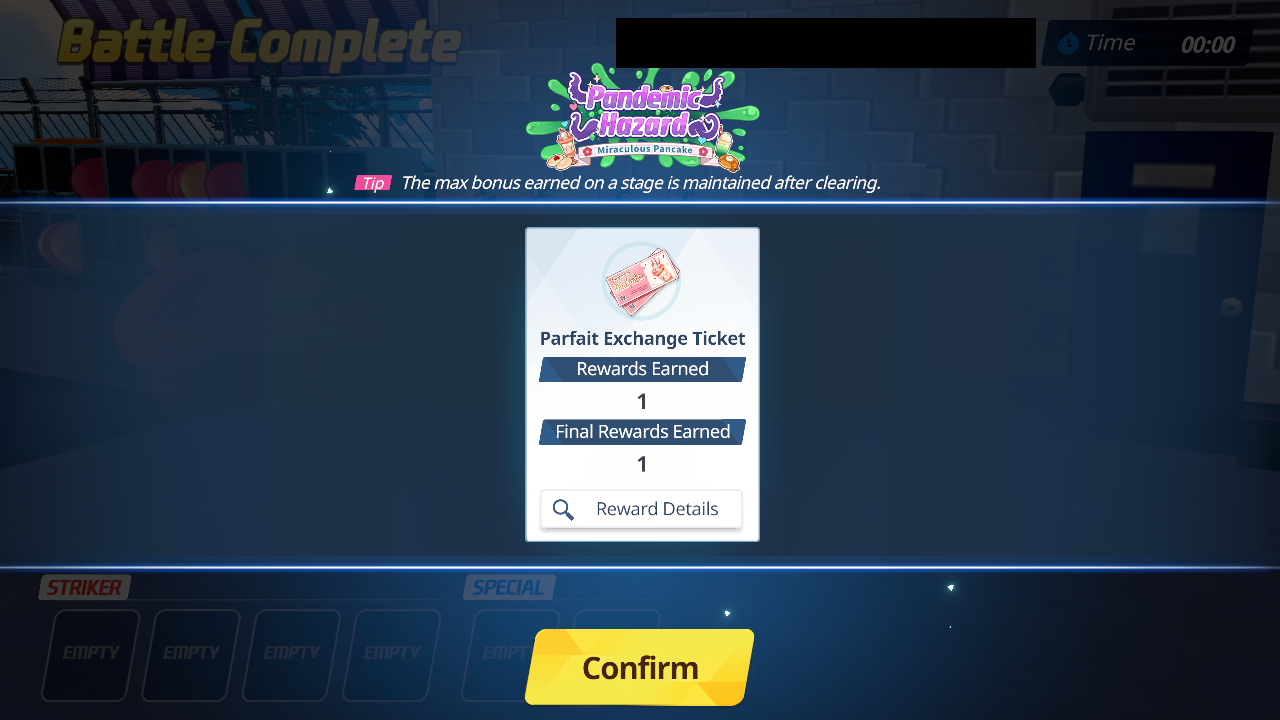 Battle Complete
Time 00:00
Pandemic
Hazard
Miraculous Pancake
Tip The max bonus earned on a stage is maintained after clearing.
Parfait Exchange Ticket
Rewards Earned
1
Final Rewards Earned
1
Reward Details
STRIKER SPECIAL
EMPTY EMPTY EMPTY EMPTY EMPTY
Confirm